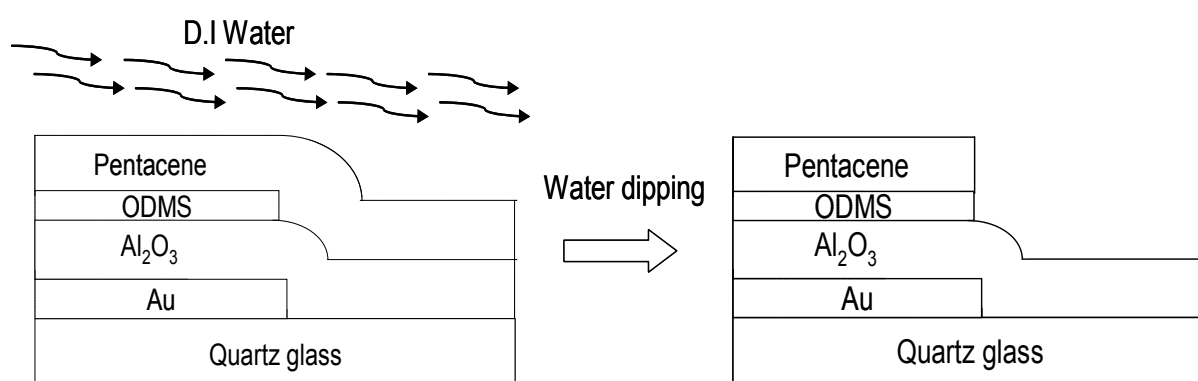 D.I Water
Pentacene
ODMS
Al₂O₃
Au
Quartz glass
Water dipping
Pentacene
ODMS
Al₂O₃
Au
Quartz glass